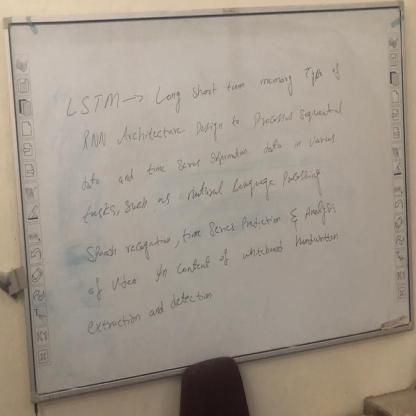 LSTM → Long short term memory Type of
RNN Architecture Design to Processes Sequential
data and time Series information data in various
tasks, such as natural language Processing
Speech recognition, time Series Prediction & Analysis
of Video in context of whiteboard handwritten
extraction and detection